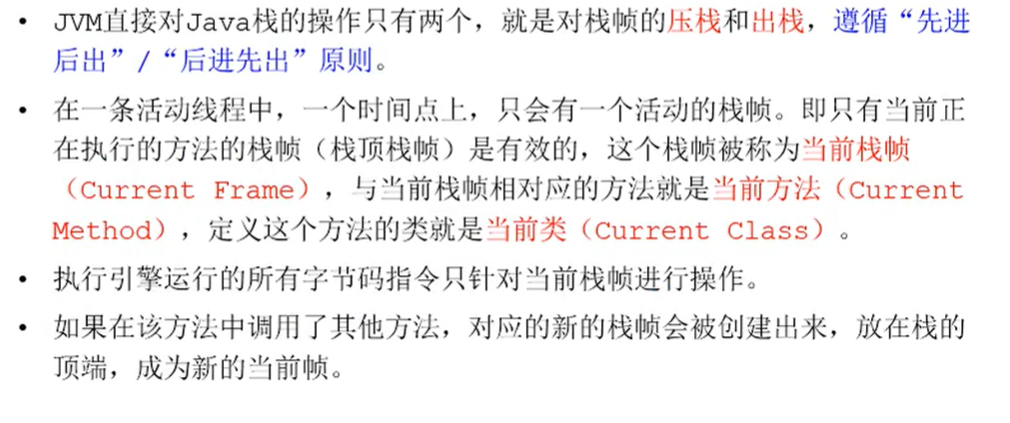 • JVM直接对Java栈的操作只有两个，就是对栈帧的压栈和出栈，遵循“先进
后出”/“后进先出”原则。
• 在一条活动线程中，一个时间点上，只会有一个活动的栈帧。即只有当前正
在执行的方法的栈帧（栈顶栈帧）是有效的，这个栈帧被称为当前栈帧
（Current Frame），与当前栈帧相对应的方法就是当前方法（Current
Method），定义这个方法的类就是当前类（Current Class）。
• 执行引擎运行的所有字节码指令只针对当前栈帧进行操作。
• 如果在该方法中调用了其他方法，对应的新的栈帧会被创建出来，放在栈的
顶端，成为新的当前帧。